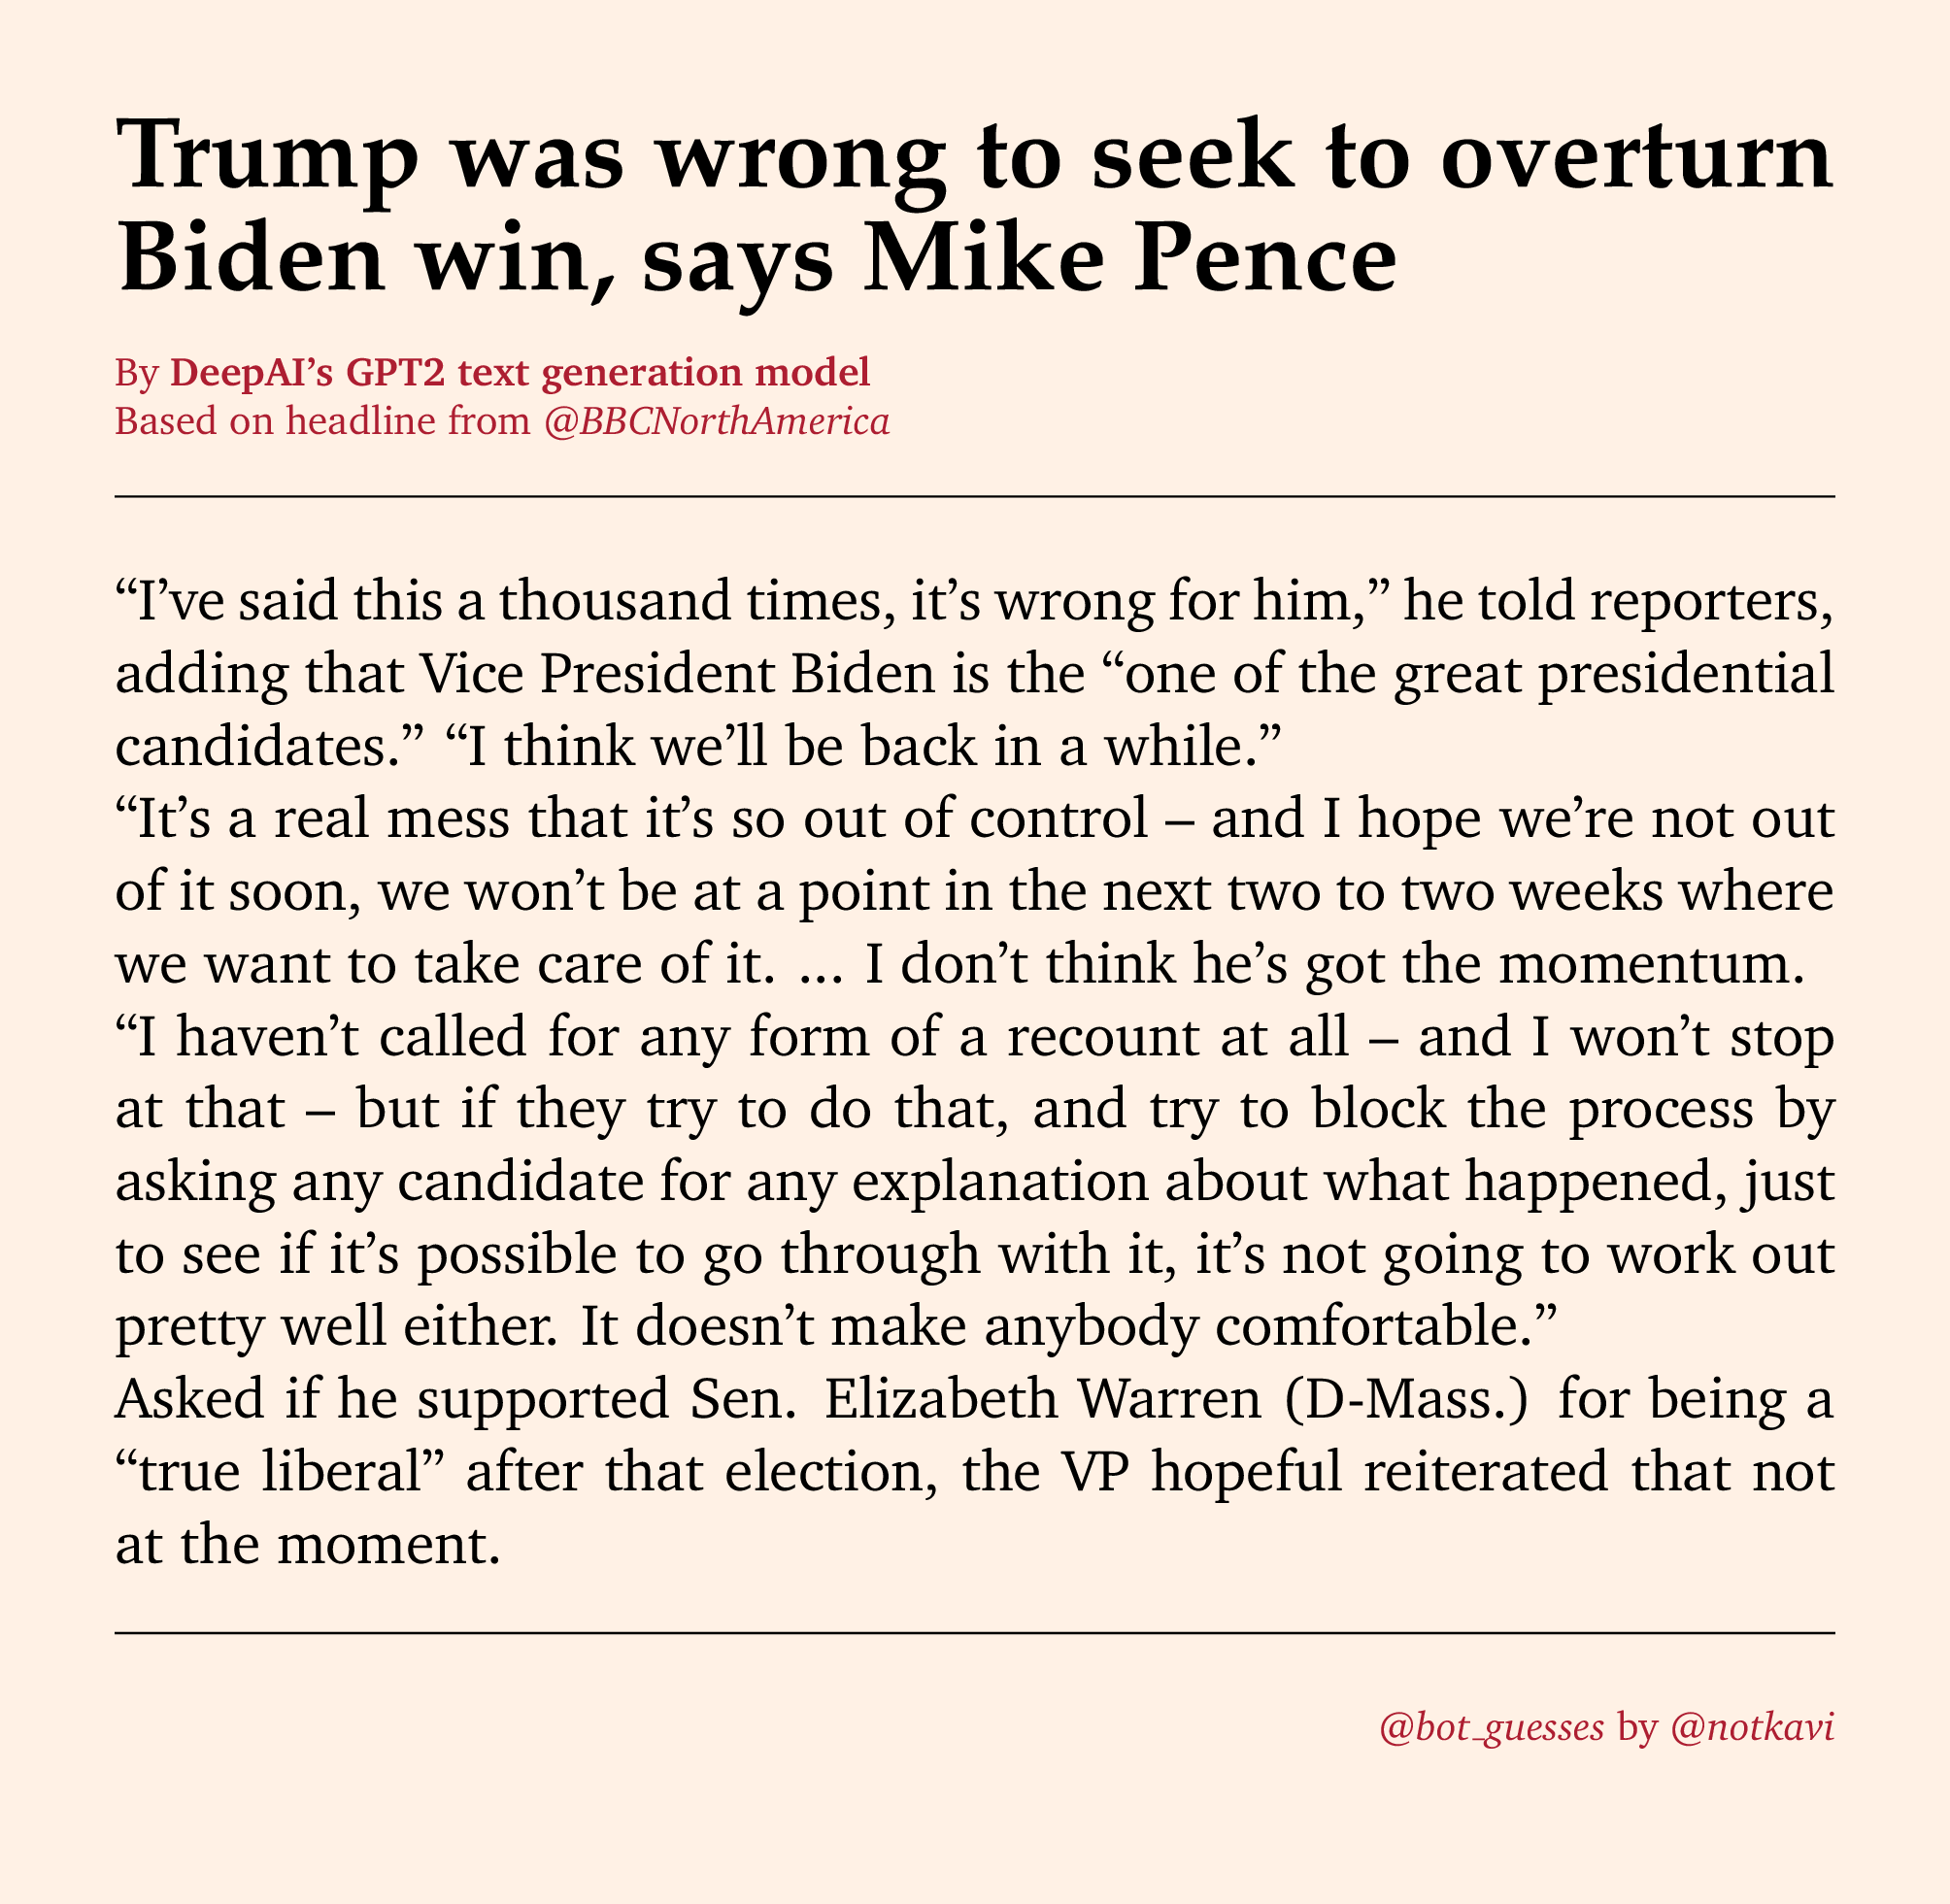 Trump was wrong to seek to overturn
Biden win, says Mike Pence
By DeepAI’s GPT2 text generation model
Based on headline from @BBCNorthAmerica
“I’ve said this a thousand times, it’s wrong for him,” he told reporters,
adding that Vice President Biden is the “one of the great presidential
candidates.” “I think we’ll be back in a while.”
“It’s a real mess that it’s so out of control – and I hope we’re not out
of it soon, we won’t be at a point in the next two to two weeks where
we want to take care of it. ... I don’t think he’s got the momentum.
“I haven’t called for any form of a recount at all – and I won’t stop
at that – but if they try to do that, and try to block the process by
asking any candidate for any explanation about what happened, just
to see if it’s possible to go through with it, it’s not going to work out
pretty well either. It doesn’t make anybody comfortable.”
Asked if he supported Sen. Elizabeth Warren (D-Mass.) for being a
“true liberal” after that election, the VP hopeful reiterated that not
at the moment.
@bot_guesses by @notkavi